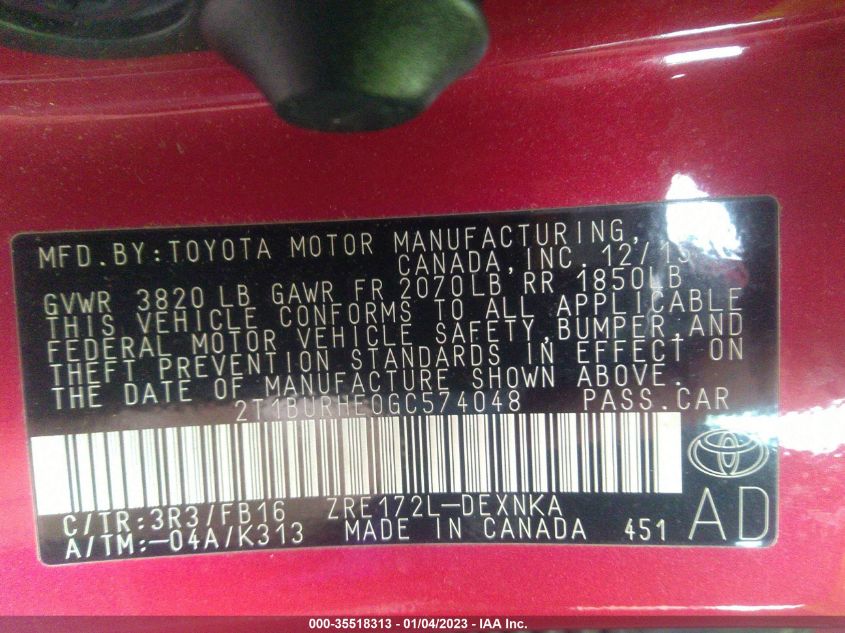 MFD.BY:TOYOTA MOTOR MANUFACTURING,
CANADA,INC. 12/15
GVWR 3820 LB GAWR FR 2070LB RR 1850LB
THIS VEHICLE CONFORMS TO ALL APPLICABLE
FEDERAL MOTOR VEHICLE SAFETY,BUMPER,AND
THEFT PREVENTION STANDARDS IN EFFECT ON
THE DATE OF MANUFACTURE SHOWN ABOVE.
2T1BURHE0GC574048 PASS.CAR
C/TR:3R3/FB16 ZRE172L-DEXNKA
A/TM:-04A/K313 MADE IN CANADA 451 AD
000-35518313 - 01/04/2023 - IAA Inc.